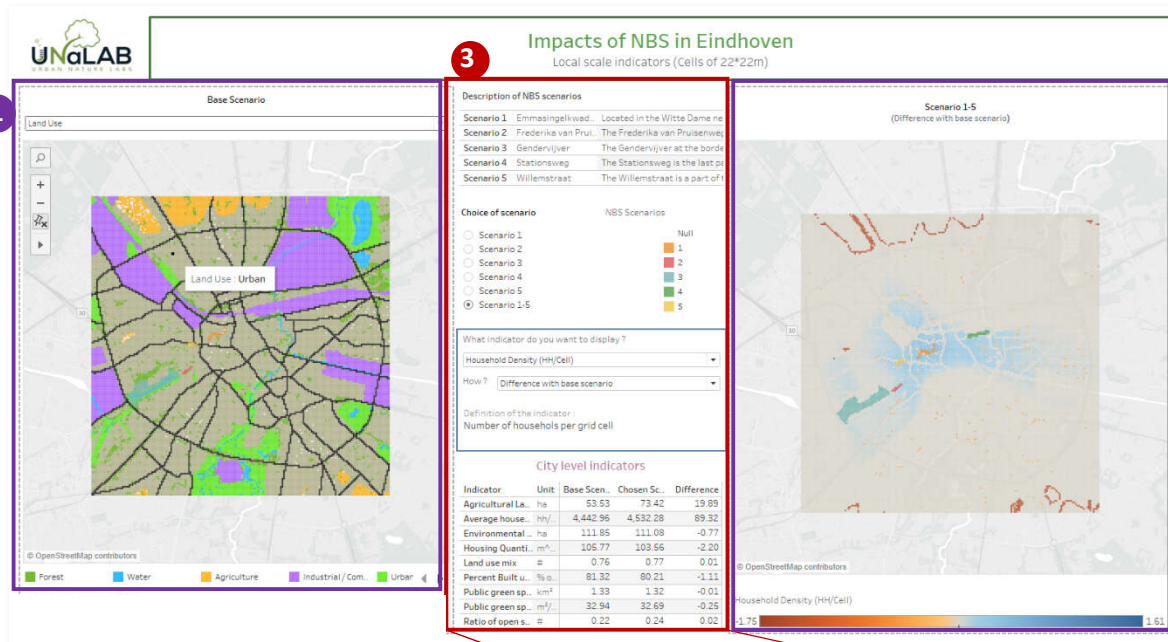 UNaLAB
URBAN NATURE LABS
Impacts of NBS in Eindhoven
Local scale indicators (Cells of 22*22m)
3
Base Scenario
Land Use
Land Use : Urban
30
© OpenStreetMap contributors
Forest
Water
Agriculture
Industrial / Com..
Urbar
Description of NBS scenarios
Scenario 1 Emmasingelkwad.. Located in the Witte Dame ne
Scenario 2 Frederika van Prui.. The Frederika van Pruisenweg
Scenario 3 Gendervijver The Gendervijver at the borde
Scenario 4 Stationsweg The Stationsweg is the last pa
Scenario 5 Willemstraat The Willemstraat is a part of t
Choice of scenario
Scenario 1
Scenario 2
Scenario 3
Scenario 4
Scenario 5
Scenario 1-5
NBS Scenarios
Null
1
2
3
4
5
What indicator do you want to display ?
Household Density (HH/Cell)
How ? Difference with base scenario
Definition of the indicator :
Number of househols per grid cell
City level indicators
Indicator Unit Base Scen.. Chosen Sc.. Difference
Agricultural La.. ha 53.53 73.42 19.89
Average house.. hh/.. 4,442.96 4,532.28 89.32
Environmental .. ha 111.85 111.08 -0.77
Housing Quanti.. m^.. 105.77 103.56 -2.20
Land use mix # 0.76 0.77 0.01
Percent Built u.. % o.. 81.32 80.21 -1.11
Public green sp.. km² 1.33 1.32 -0.01
Public green sp.. m²/.. 32.94 32.69 -0.25
Ratio of open s.. # 0.22 0.24 0.02
Scenario 1-5
(Difference with base scenario)
30
© OpenStreetMap contributors
Household Density (HH/Cell)
-1.75 1.61